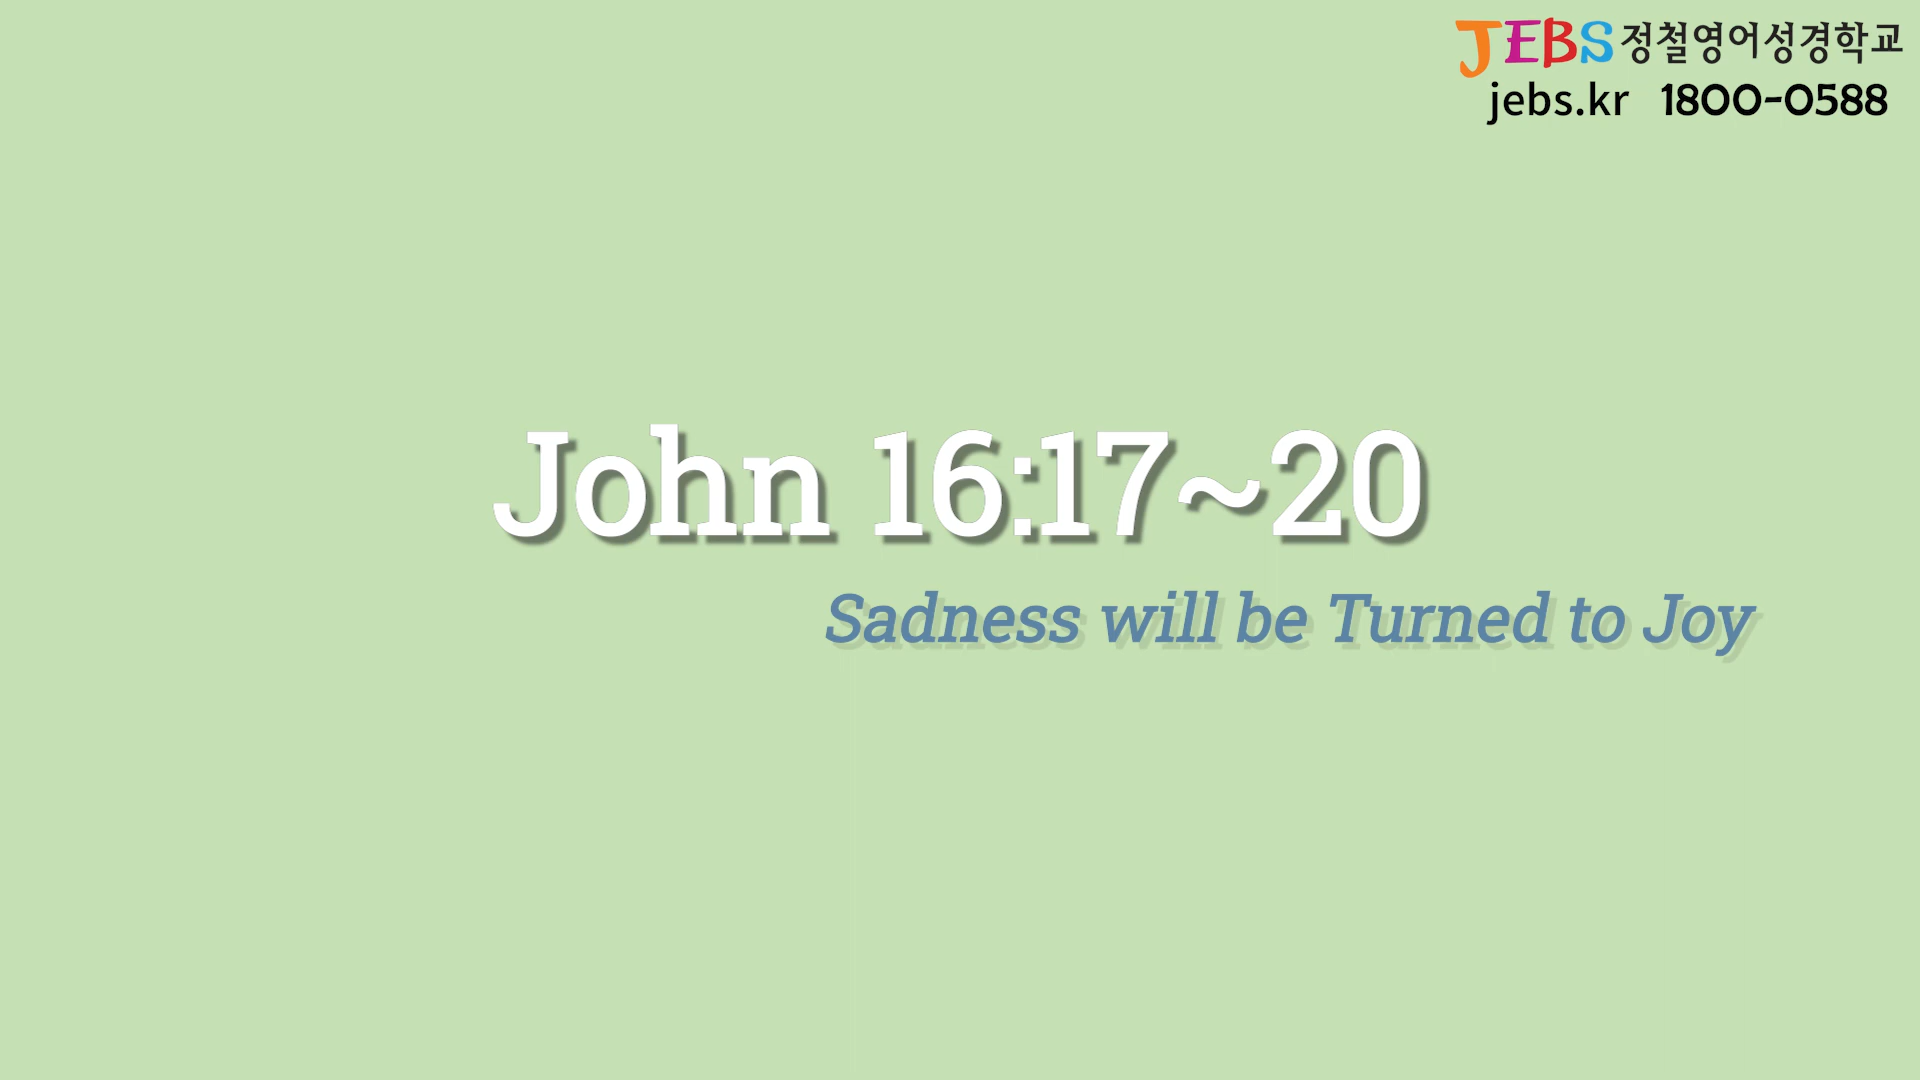 JEBS 정철영어성경학교
jebs.kr 1800-0588
John 16:17~20
Sadness will be Turned to Joy